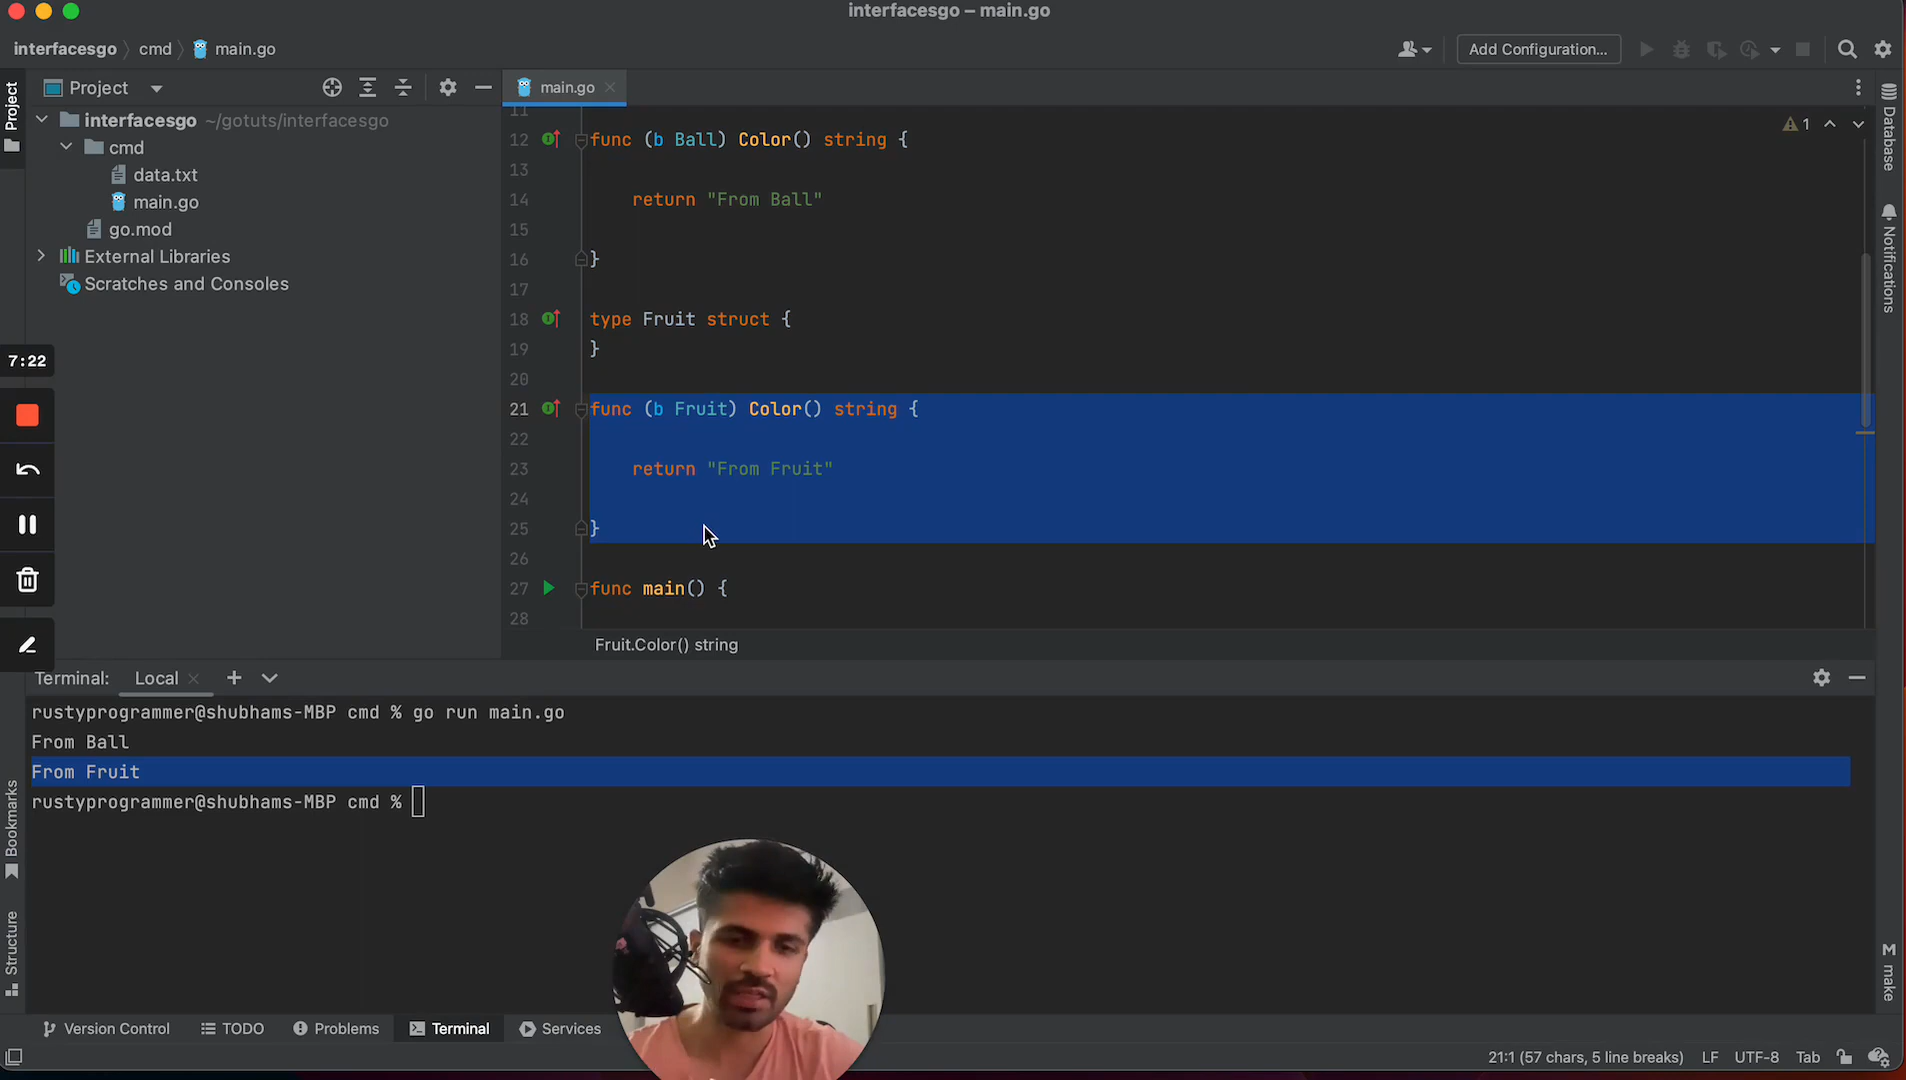 interfacesgo – main.go
interfacesgo cmd main.go
Add Configuration...
Project
Project
main.go
interfacesgo ~/gotuts/interfacesgo
cmd
data.txt
main.go
go.mod
External Libraries
Scratches and Consoles
7:22
11
12 func (b Ball) Color() string {
13
14 return "From Ball"
15
16 }
17
18 type Fruit struct {
19 }
20
21 func (b Fruit) Color() string {
22
23 return "From Fruit"
24
25 }
26
27 func main() {
28
1
Database
Notifications
Fruit.Color() string
Terminal: Local
rustyprogrammer@shubhams-MBP cmd % go run main.go
From Ball
From Fruit
rustyprogrammer@shubhams-MBP cmd %
Bookmarks
Structure
M make
Version Control TODO Problems Terminal Services
21:1 (57 chars, 5 line breaks) LF UTF-8 Tab